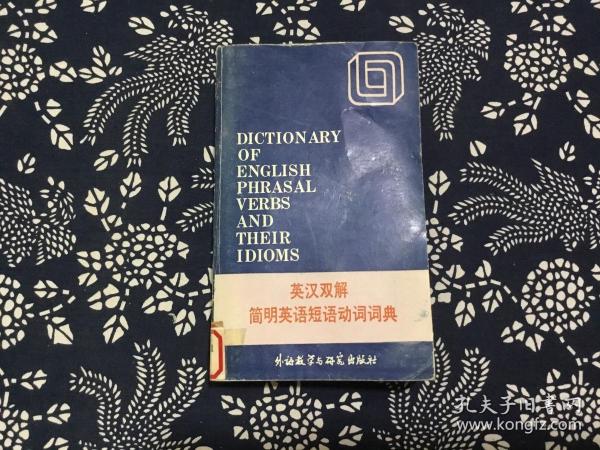 DICTIONARY
OF
ENGLISH
PHRASAL
VERBS
AND
THEIR
IDIOMS
英汉双解
简明英语短语动词词典
外语教学与研究出版社
孔夫子旧书网
www.kongfz.com